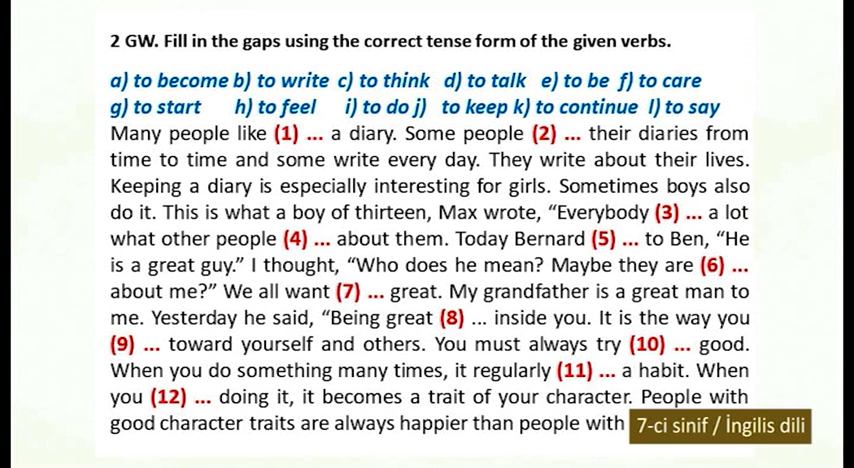 2 GW. Fill in the gaps using the correct tense form of the given verbs.
a) to become b) to write c) to think d) to talk e) to be f) to care
g) to start h) to feel i) to do j) to keep k) to continue l) to say
Many people like (1) ... a diary. Some people (2) ... their diaries from
time to time and some write every day. They write about their lives.
Keeping a diary is especially interesting for girls. Sometimes boys also
do it. This is what a boy of thirteen, Max wrote, “Everybody (3) ... a lot
what other people (4) ... about them. Today Bernard (5) ... to Ben, “He
is a great guy.” I thought, “Who does he mean? Maybe they are (6) ...
about me?” We all want (7) ... great. My grandfather is a great man to
me. Yesterday he said, “Being great (8) ... inside you. It is the way you
(9) ... toward yourself and others. You must always try (10) ... good.
When you do something many times, it regularly (11) ... a habit. When
you (12) ... doing it, it becomes a trait of your character. People with
good character traits are always happier than people with
7-ci sinif / İngilis dili